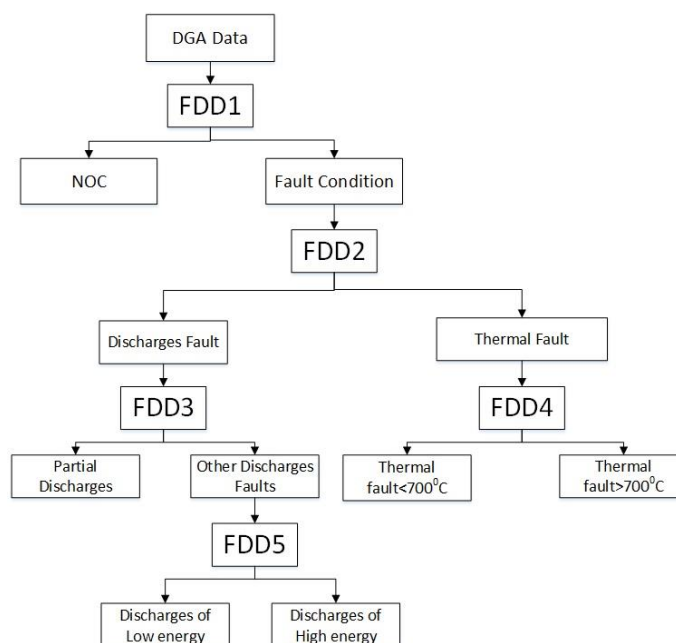 DGA Data
FDD1
NOC
Fault Condition
FDD2
Discharges Fault
Thermal Fault
FDD3
FDD4
Partial
Discharges
Other Discharges
Faults
Thermal
fault<700⁰C
Thermal
fault>700⁰C
FDD5
Discharges of
Low energy
Discharges of
High energy